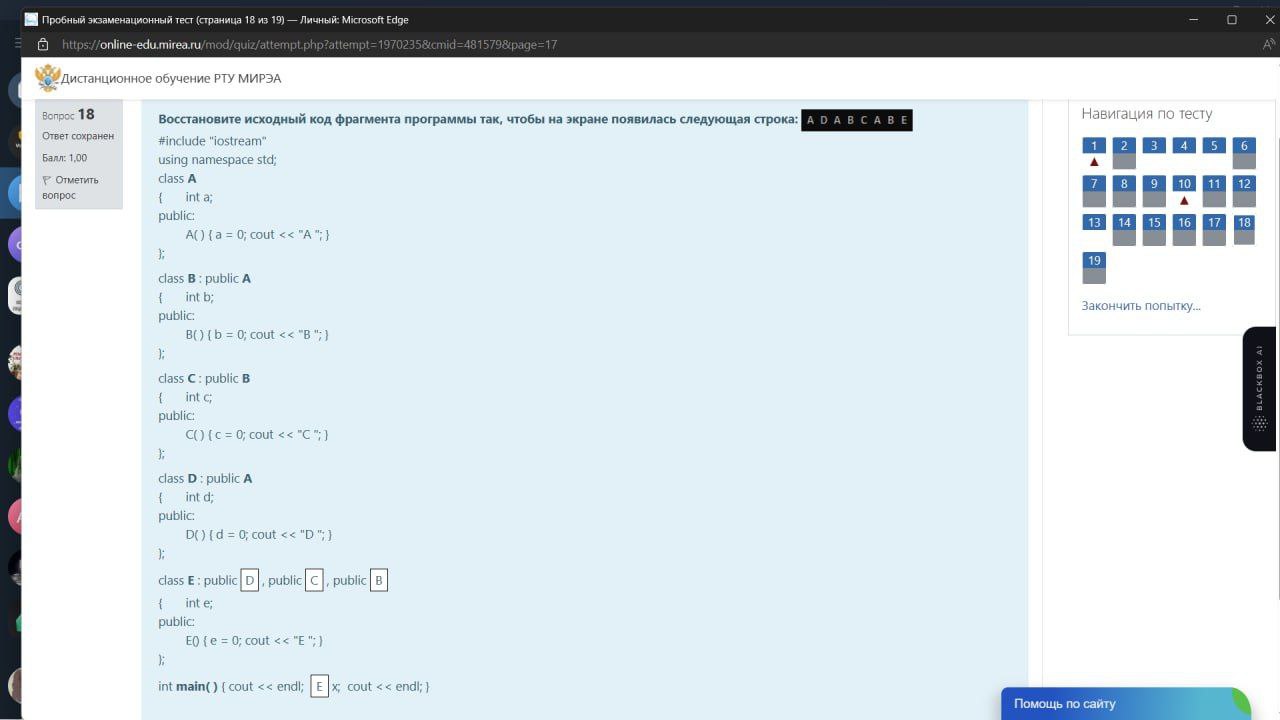 Пробный экзаменационный тест (страница 18 из 19) — Личный: Microsoft Edge
https://online-edu.mirea.ru/mod/quiz/attempt.php?attempt=1970235&cmid=481579&page=17
Дистанционное обучение РТУ МИРЭА
Вопрос 18
Ответ сохранен
Балл: 1,00
Отметить
вопрос
Восстановите исходный код фрагмента программы так, чтобы на экране появилась следующая строка: A D A B C A B E
#include "iostream"
using namespace std;
class A
{ int a;
public:
A( ) { a = 0; cout << "A "; }
};
class B : public A
{ int b;
public:
B( ) { b = 0; cout << "B "; }
};
class C : public B
{ int c;
public:
C( ) { c = 0; cout << "C "; }
};
class D : public A
{ int d;
public:
D( ) { d = 0; cout << "D "; }
};
class E : public D , public C , public B
{ int e;
public:
E() { e = 0; cout << "E "; }
};
int main( ) { cout << endl; E x; cout << endl; }
Навигация по тесту
1 2 3 4 5 6
7 8 9 10 11 12
13 14 15 16 17 18
19
Закончить попытку...
BLACKBOX AI
Помощь по сайту